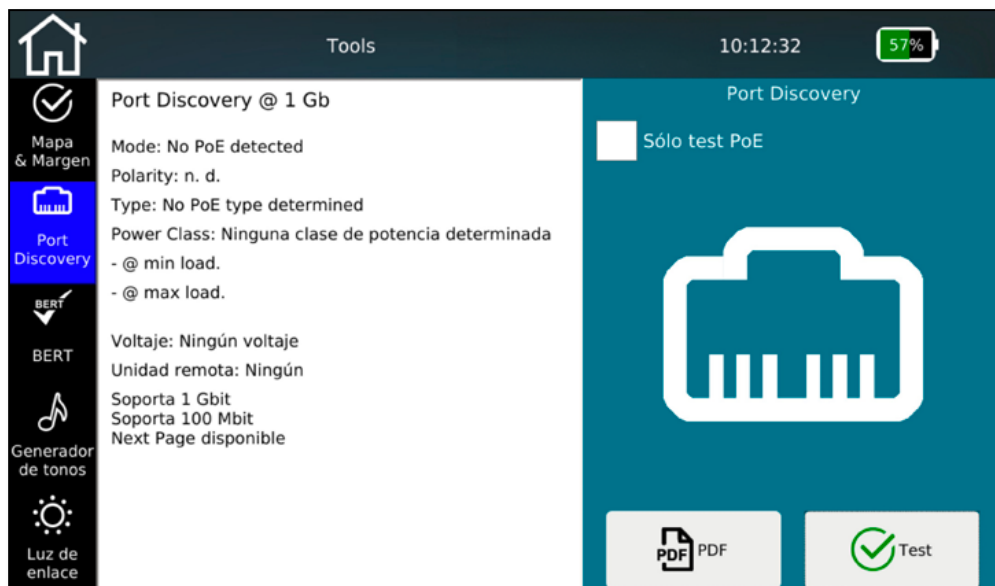 Tools
10:12:32
57%
Mapa
& Margen
Port
Discovery
BERT
BERT
Generador
de tonos
Luz de
enlace
Port Discovery @ 1 Gb
Mode: No PoE detected
Polarity: n. d.
Type: No PoE type determined
Power Class: Ninguna clase de potencia determinada
- @ min load.
- @ max load.
Voltaje: Ningún voltaje
Unidad remota: Ningún
Soporta 1 Gbit
Soporta 100 Mbit
Next Page disponible
Port Discovery
Sólo test PoE
PDF
PDF
Test